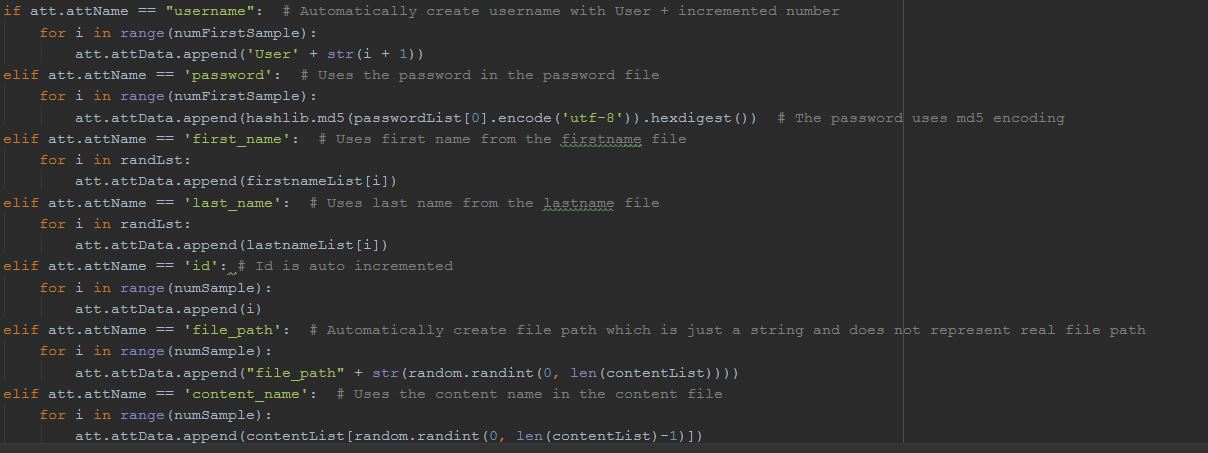 if att.attName == "username":  # Automatically create username with User + incremented number
    for i in range(numFirstSample):
        att.attData.append('User' + str(i + 1))
elif att.attName == 'password':  # Uses the password in the password file
    for i in range(numFirstSample):
        att.attData.append(hashlib.md5(passwordList[0].encode('utf-8')).hexdigest())  # The password uses md5 encoding
elif att.attName == 'first_name':  # Uses first name from the firstname file
    for i in randLst:
        att.attData.append(firstnameList[i])
elif att.attName == 'last_name':  # Uses last name from the lastname file
    for i in randLst:
        att.attData.append(lastnameList[i])
elif att.attName == 'id': # Id is auto incremented
    for i in range(numSample):
        att.attData.append(i)
elif att.attName == 'file_path':  # Automatically create file path which is just a string and does not represent real file path
    for i in range(numSample):
        att.attData.append("file_path" + str(random.randint(0, len(contentList))))
elif att.attName == 'content_name':  # Uses the content name in the content file
    for i in range(numSample):
        att.attData.append(contentList[random.randint(0, len(contentList)-1)])